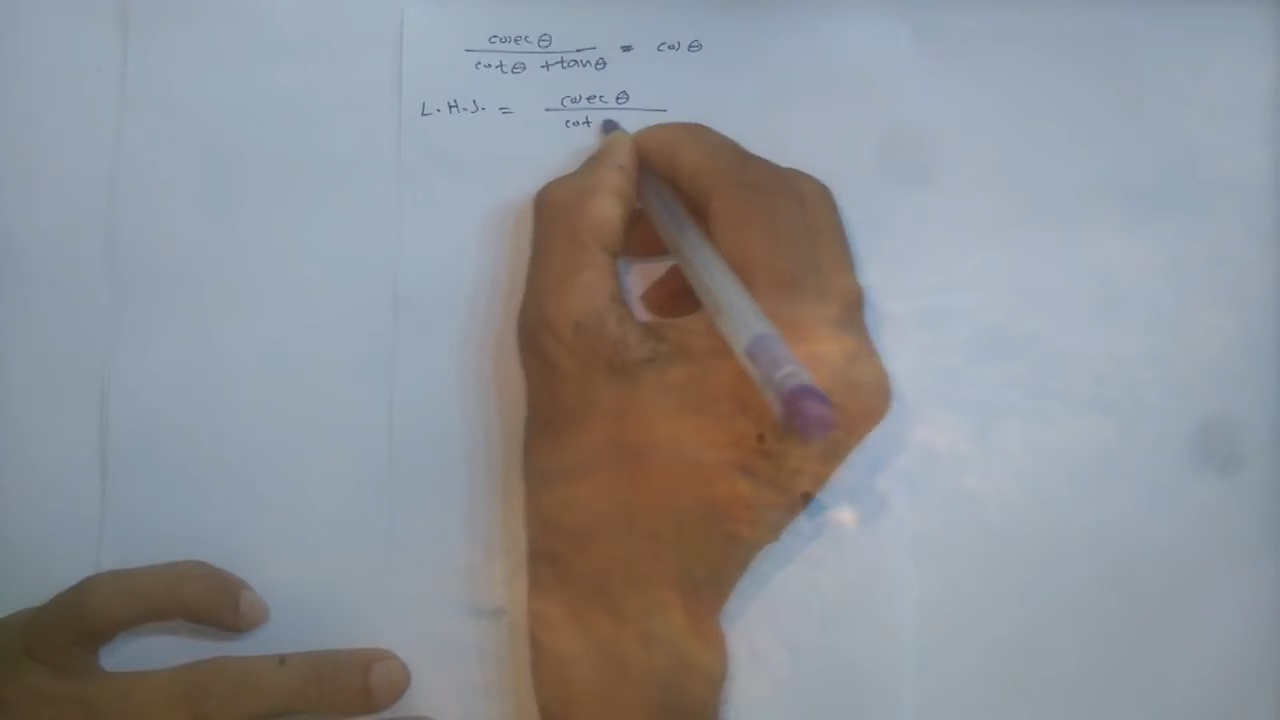 cosec θ / cot θ + tan θ = cos θ
L.H.S. = cosec θ / cot